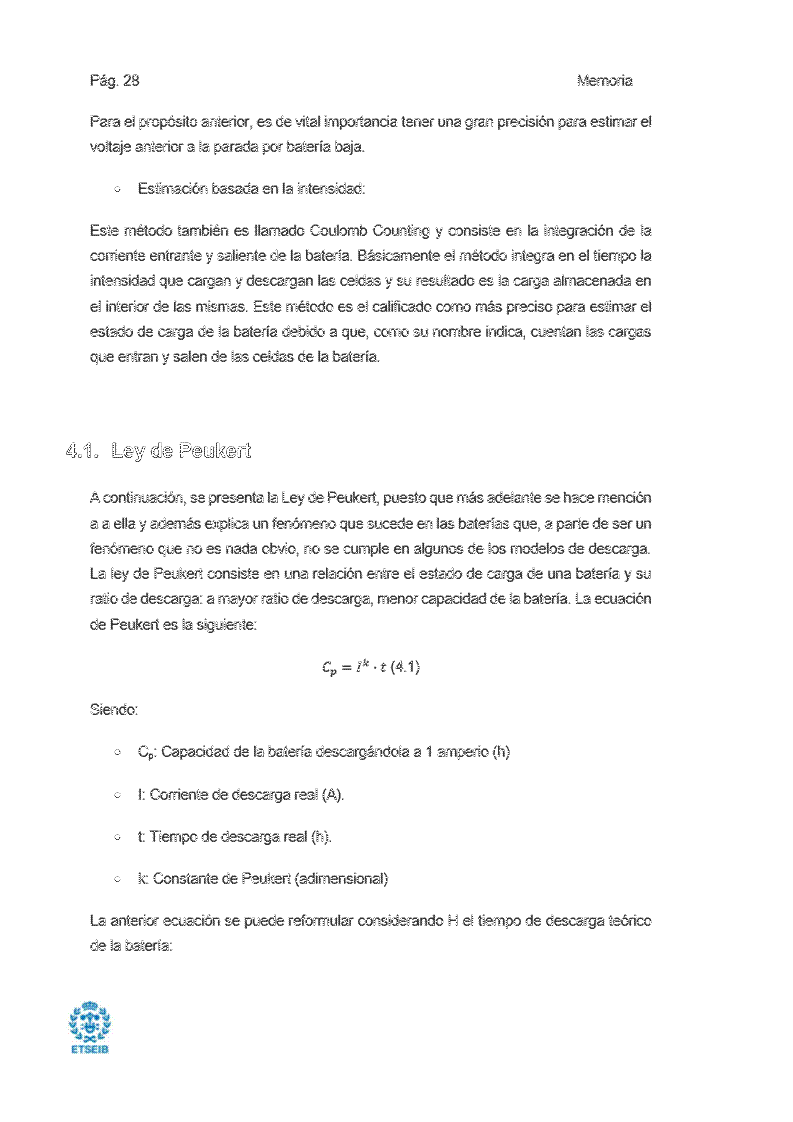 Pág. 28 Memoria
Para el propósito anterior, es de vital importancia tener una gran precisión para estimar el
voltaje anterior a la parada por batería baja.
○ Estimación basada en la intensidad:
Este método también es llamado Coulomb Counting y consiste en la integración de la
corriente entrante y saliente de la batería. Básicamente el método integra en el tiempo la
intensidad que cargan y descargan las celdas y su resultado es la carga almacenada en
el interior de las mismas. Este método es el calificado como más preciso para estimar el
estado de carga de la batería debido a que, como su nombre indica, cuentan las cargas
que entran y salen de las celdas de la batería.
4.1. Ley de Peukert
A continuación, se presenta la Ley de Peukert, puesto que más adelante se hace mención
a a ella y además explica un fenómeno que sucede en las baterías que, a parte de ser un
fenómeno que no es nada obvio, no se cumple en algunos de los modelos de descarga.
La ley de Peukert consiste en una relación entre el estado de carga de una batería y su
ratio de descarga: a mayor ratio de descarga, menor capacidad de la batería. La ecuación
de Peukert es la siguiente:
Cₚ = Iᵏ · t (4.1)
Siendo:
○ Cₚ: Capacidad de la batería descargándola a 1 amperio (h)
○ I: Corriente de descarga real (A).
○ t: Tiempo de descarga real (h).
○ k: Constante de Peukert (adimensional)
La anterior ecuación se puede reformular considerando H el tiempo de descarga teórico
de la batería:
ETSEIB